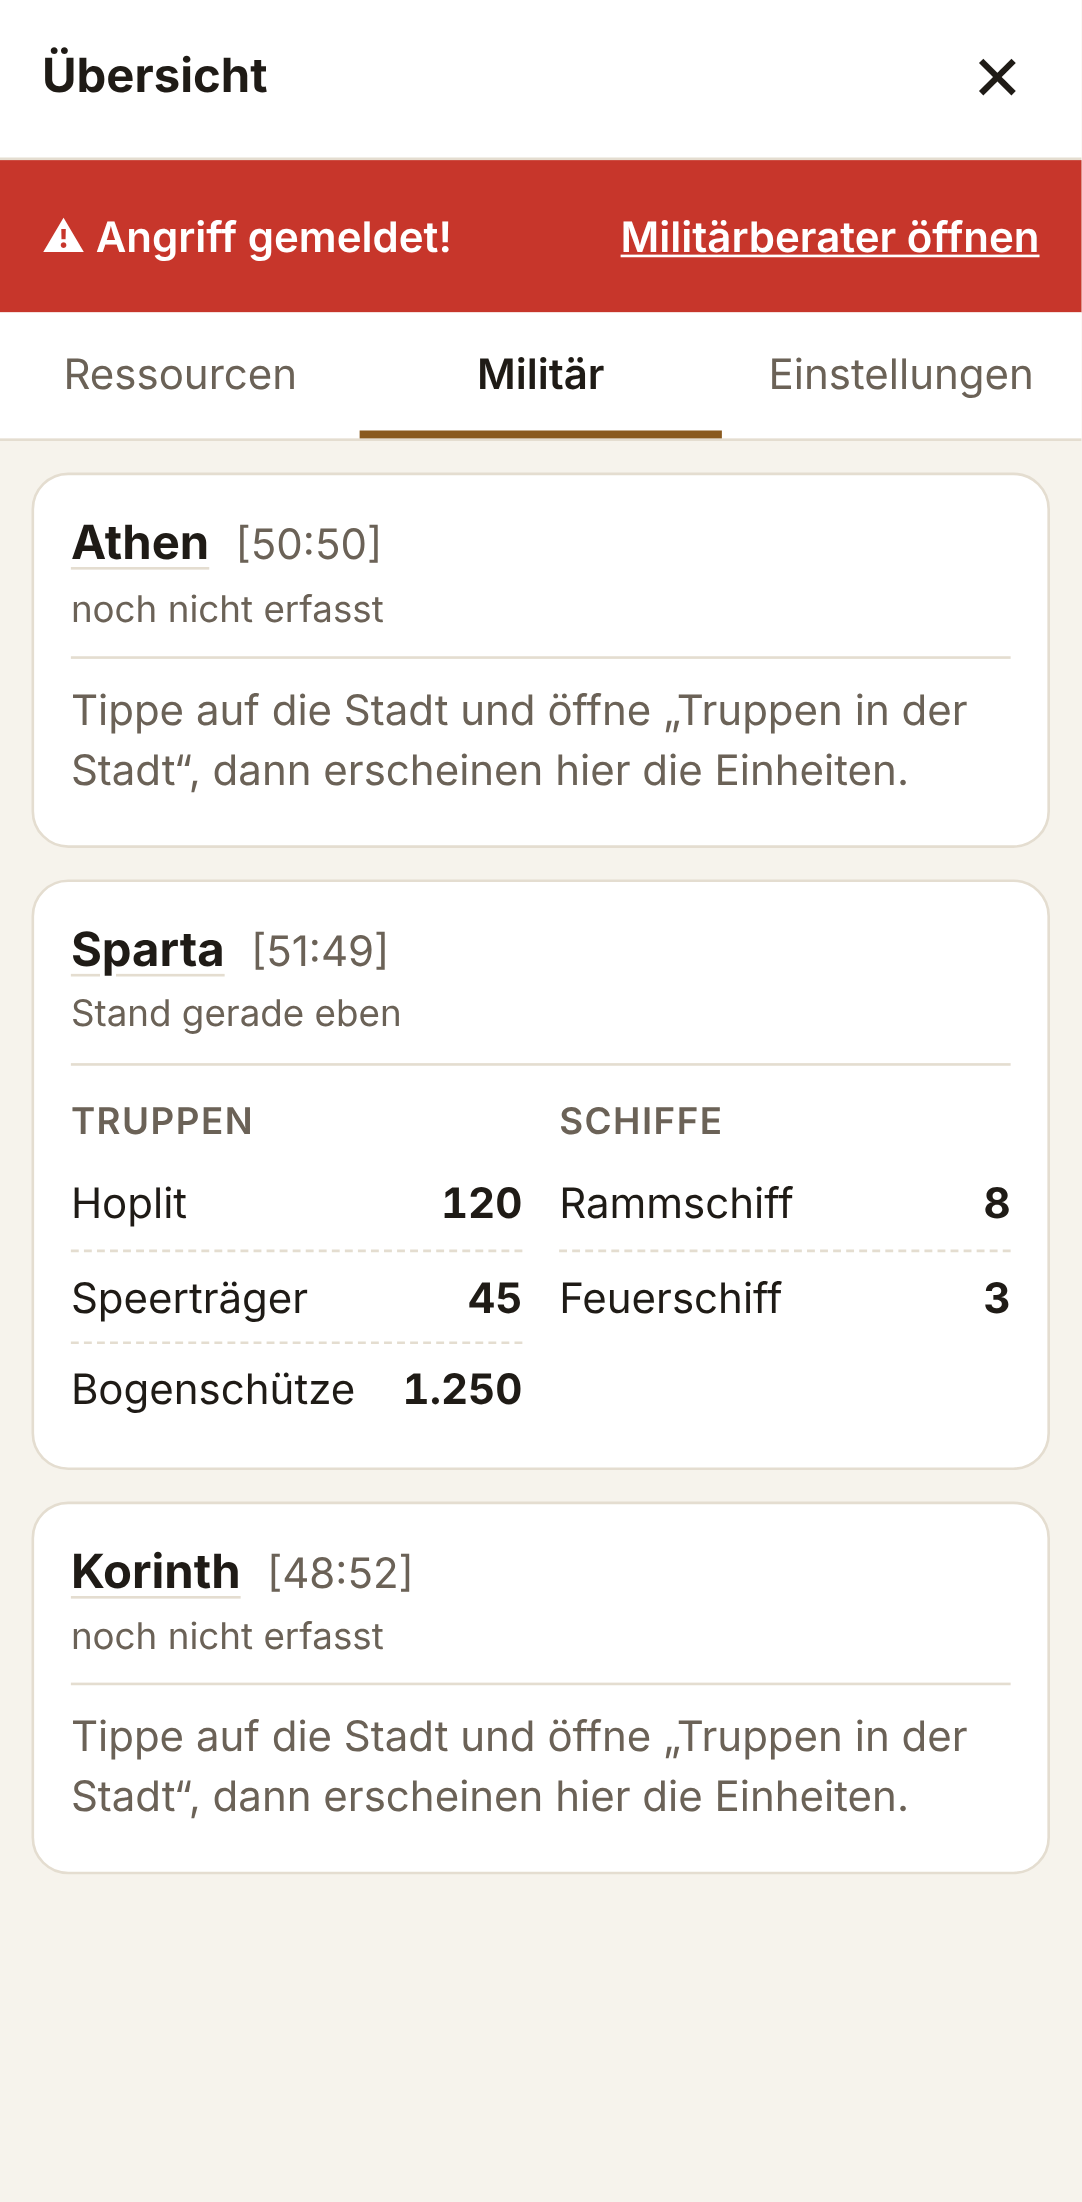 Übersicht
⚠ Angriff gemeldet! Militärberater öffnen
Ressourcen Militär Einstellungen
Athen [50:50]
noch nicht erfasst
Tippe auf die Stadt und öffne „Truppen in der
Stadt“, dann erscheinen hier die Einheiten.
Sparta [51:49]
Stand gerade eben
TRUPPEN SCHIFFE
Hoplit 120 Rammschiff 8
Speerträger 45 Feuerschiff 3
Bogenschütze 1.250
Korinth [48:52]
noch nicht erfasst
Tippe auf die Stadt und öffne „Truppen in der
Stadt“, dann erscheinen hier die Einheiten.